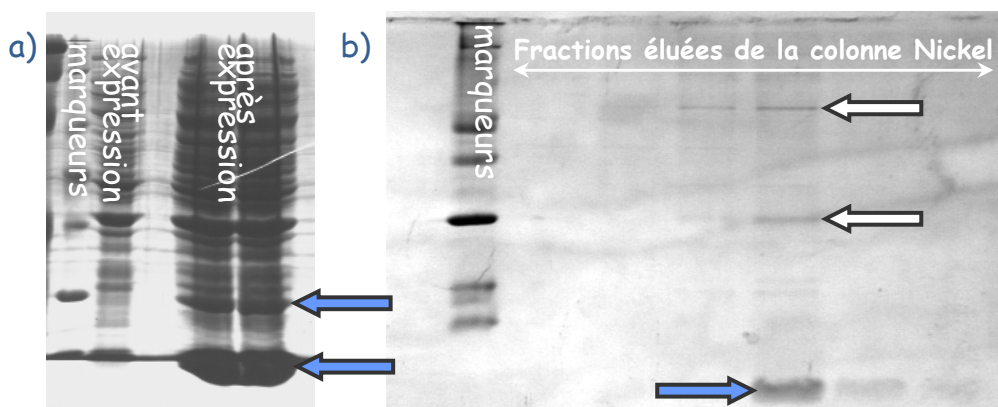 a)
marqueurs
avant
expression
après
expression
b)
marqueurs
Fractions éluées de la colonne Nickel